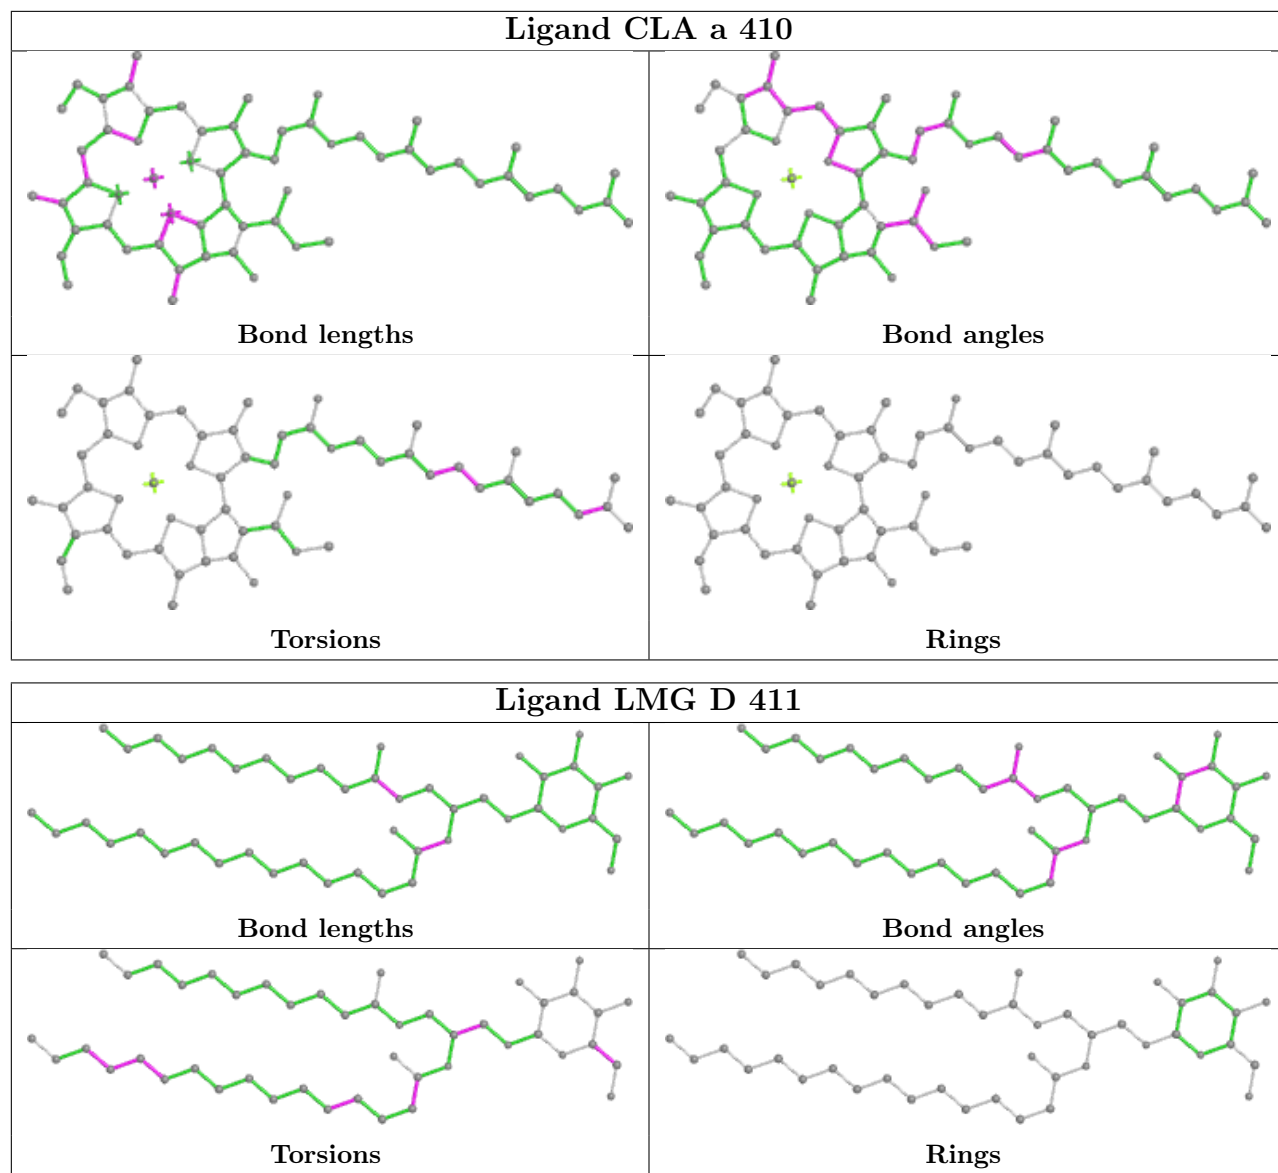 Ligand CLA a 410
Bond lengths
Bond angles
Torsions
Rings
Ligand LMG D 411
Bond lengths
Bond angles
Torsions
Rings